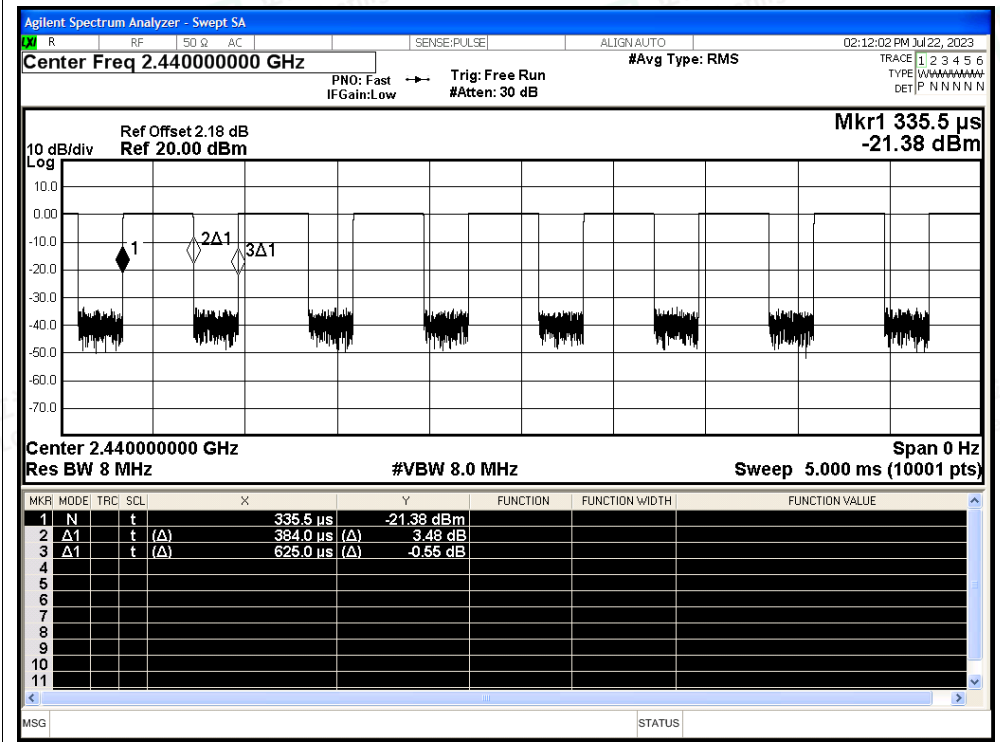 Agilent Spectrum Analyzer - Swept SA
LXI R RF 50 Ω AC SENSE:PULSE ALIGN AUTO 02:12:02 PM Jul 22, 2023
Center Freq 2.440000000 GHz #Avg Type: RMS TRACE 1 2 3 4 5 6
PNO: Fast Trig: Free Run TYPE WWWWWW
IFGain:Low #Atten: 30 dB DET P N N N N N
Mkr1 335.5 µs
-21.38 dBm
Ref Offset 2.18 dB
10 dB/div Ref 20.00 dBm
Log
10.0
0.00
-10.0
-20.0
-30.0
-40.0
-50.0
-60.0
-70.0
1 2Δ1 3Δ1
Center 2.440000000 GHz Span 0 Hz
Res BW 8 MHz #VBW 8.0 MHz Sweep 5.000 ms (10001 pts)
MKR MODE TRC SCL X Y FUNCTION FUNCTION WIDTH FUNCTION VALUE
1 N t 335.5 µs -21.38 dBm
2 Δ1 t (Δ) 384.0 µs (Δ) 3.48 dB
3 Δ1 t (Δ) 625.0 µs (Δ) -0.55 dB
4
5
6
7
8
9
10
11
MSG STATUS